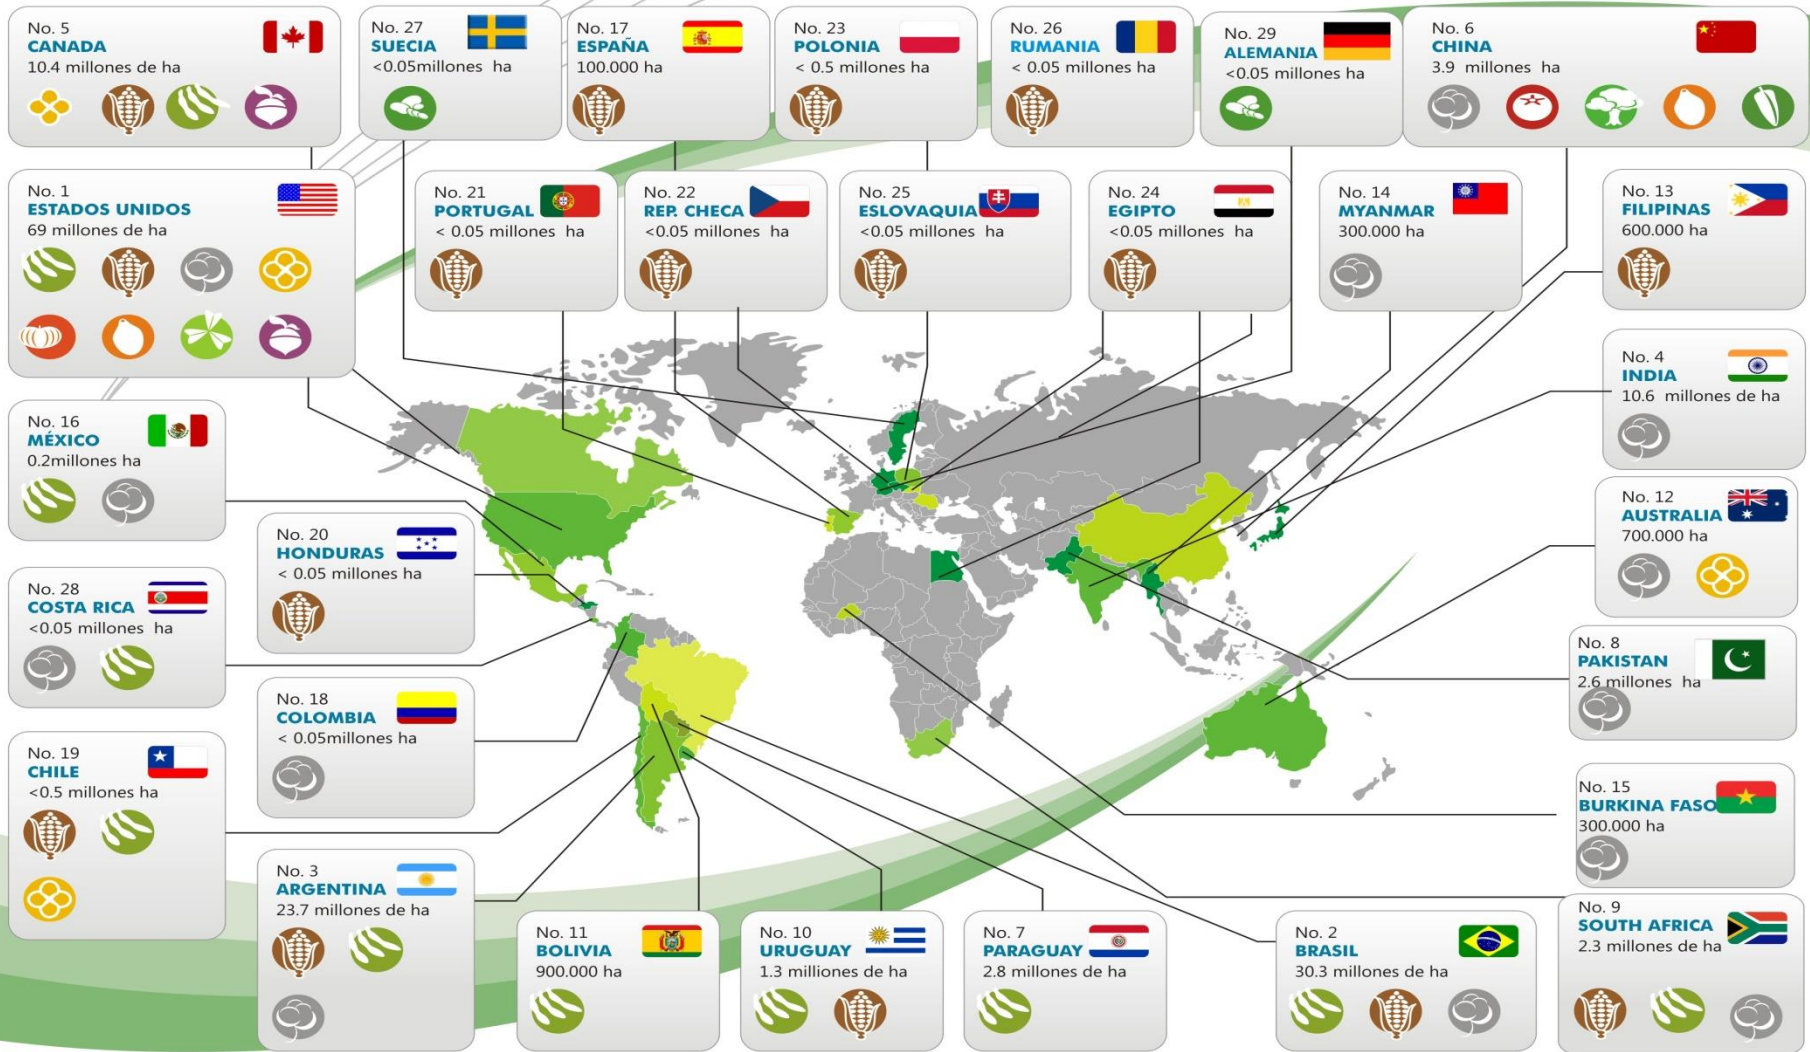 No. 5
CANADA
10.4 millones de ha
No. 27
SUECIA
<0.05millones ha
No. 17
ESPAÑA
100.000 ha
No. 23
POLONIA
< 0.5 millones ha
No. 26
RUMANIA
< 0.05 millones ha
No. 29
ALEMANIA
<0.05 millones ha
No. 6
CHINA
3.9 millones ha
No. 1
ESTADOS UNIDOS
69 millones de ha
No. 21
PORTUGAL
< 0.05 millones ha
No. 22
REP. CHECA
<0.05 millones ha
No. 25
ESLOVAQUIA
<0.05 millones ha
No. 24
EGIPTO
<0.05 millones ha
No. 14
MYANMAR
300.000 ha
No. 13
FILIPINAS
600.000 ha
No. 4
INDIA
10.6 millones de ha
No. 16
MÉXICO
0.2millones ha
No. 12
AUSTRALIA
700.000 ha
No. 20
HONDURAS
< 0.05 millones ha
No. 28
COSTA RICA
<0.05 millones ha
No. 8
PAKISTAN
2.6 millones ha
No. 18
COLOMBIA
< 0.05millones ha
No. 19
CHILE
<0.5 millones ha
No. 15
BURKINA FASO
300.000 ha
No. 3
ARGENTINA
23.7 millones de ha
No. 11
BOLIVIA
900.000 ha
No. 10
URUGUAY
1.3 milliones de ha
No. 7
PARAGUAY
2.8 millones de ha
No. 2
BRASIL
30.3 millones de ha
No. 9
SOUTH AFRICA
2.3 millones de ha